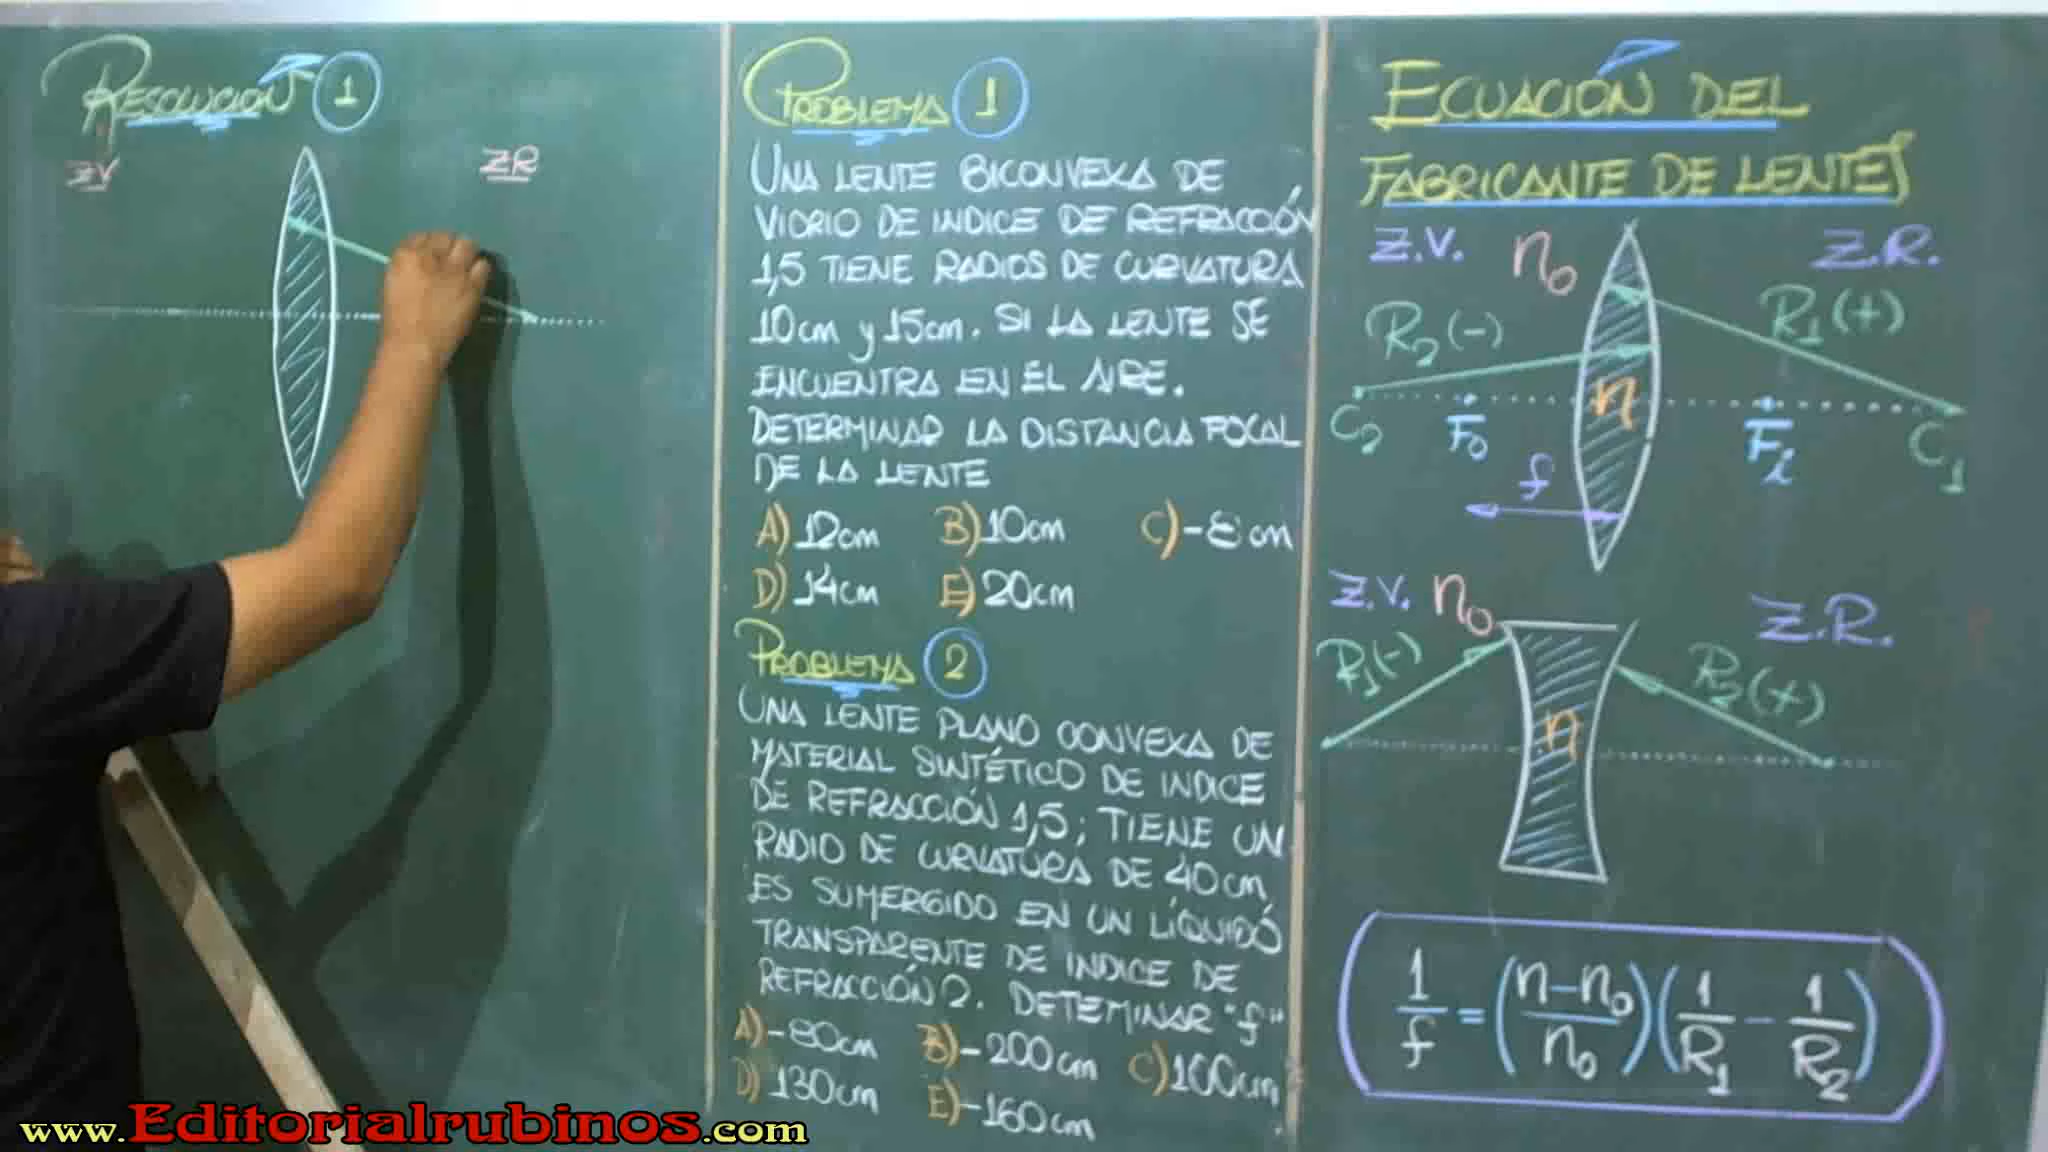 RESOLUCIÓN 1
ZV
ZR
PROBLEMA 1
UNA LENTE BICONVEXA DE
VIDRIO DE INDICE DE REFRACCIÓN
1,5 TIENE RADIOS DE CURVATURA
10cm y 15cm. SI LA LENTE SE
ENCUENTRA EN EL AIRE.
DETERMINAR LA DISTANCIA FOCAL
DE LA LENTE
A) 12cm B) 10cm C) -8cm
D) 14cm E) 20cm
PROBLEMA 2
UNA LENTE PLANO CONVEXA DE
MATERIAL SINTÉTICO DE INDICE
DE REFRACCIÓN 1,5; TIENE UN
RADIO DE CURVATURA DE 40cm
ES SUMERGIDO EN UN LÍQUIDO
TRANSPARENTE DE INDICE DE
REFRACCIÓN 2. DETEMINAR "f"
A) -80cm B) -200cm C) 100cm
D) 130cm E) -160cm
ECUACIÓN DEL
FABRICANTE DE LENTES
Z.V. n₀ Z.R.
R₂(-) R₁(+)
n
C₂ F₀ Fᵢ C₁
f
Z.V. n₀ Z.R.
R₁(-) R₂(+)
n
1/f = (n-n₀/n₀)(1/R₁ - 1/R₂)
www.Editorialrubinos.com